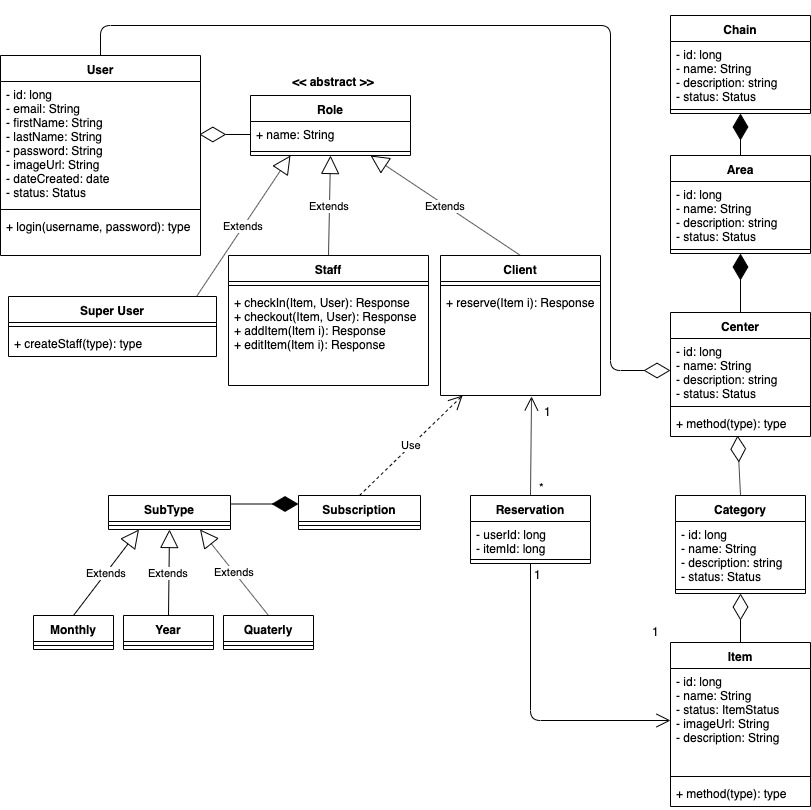 User
- id: long
- email: String
- firstName: String
- lastName: String
- password: String
- imageUrl: String
- dateCreated: date
- status: Status
+ login(username, password): type
<< abstract >>
Role
+ name: String
Extends
Extends
Extends
Super User
+ createStaff(type): type
Staff
+ checkIn(Item, User): Response
+ checkout(Item, User): Response
+ addItem(Item i): Response
+ editItem(Item i): Response
Client
+ reserve(Item i): Response
Use
1
*
SubType
Subscription
Extends
Extends
Extends
Monthly
Year
Quaterly
Reservation
- userId: long
- itemId: long
1
1
Chain
- id: long
- name: String
- description: string
- status: Status
Area
- id: long
- name: String
- description: string
- status: Status
Center
- id: long
- name: String
- description: string
- status: Status
+ method(type): type
Category
- id: long
- name: String
- description: string
- status: Status
Item
- id: long
- name: String
- status: ItemStatus
- imageUrl: String
- description: String
+ method(type): type